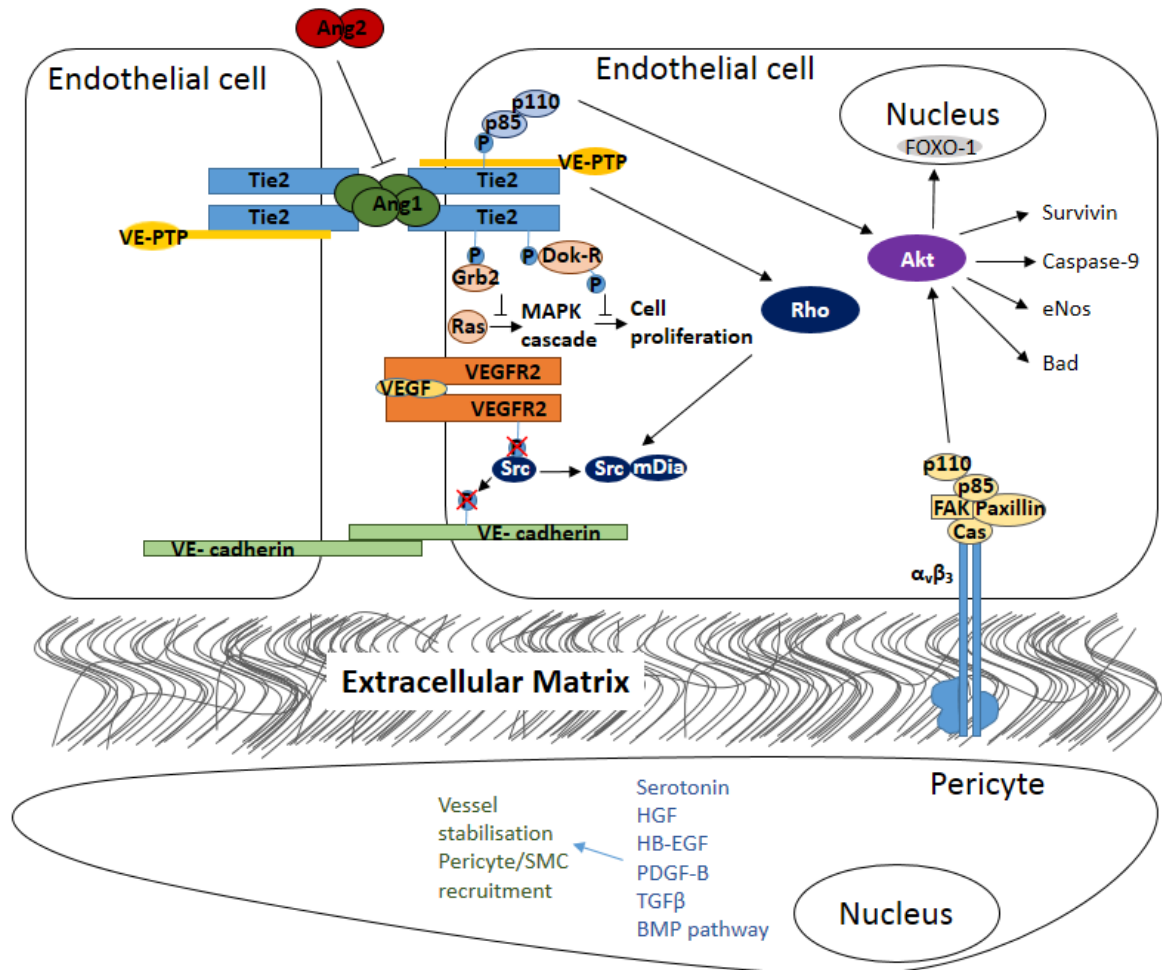 Ang2
Endothelial cell
Endothelial cell
p110
p85
P
Nucleus
FOXO-1
VE-PTP
Tie2
Tie2
Ang1
Tie2
Tie2
VE-PTP
Survivin
P
P
Dok-R
Grb2
P
Akt
Caspase-9
eNos
Bad
Ras
MAPK
cascade
Cell
proliferation
Rho
VEGFR2
VEGF
VEGFR2
P
Src
Src
mDia
P
VE- cadherin
VE- cadherin
p110
p85
FAK
Paxillin
Cas
αvβ3
Extracellular Matrix
Pericyte
Vessel
stabilisation
Pericyte/SMC
recruitment
Serotonin
HGF
HB-EGF
PDGF-B
TGFβ
BMP pathway
Nucleus